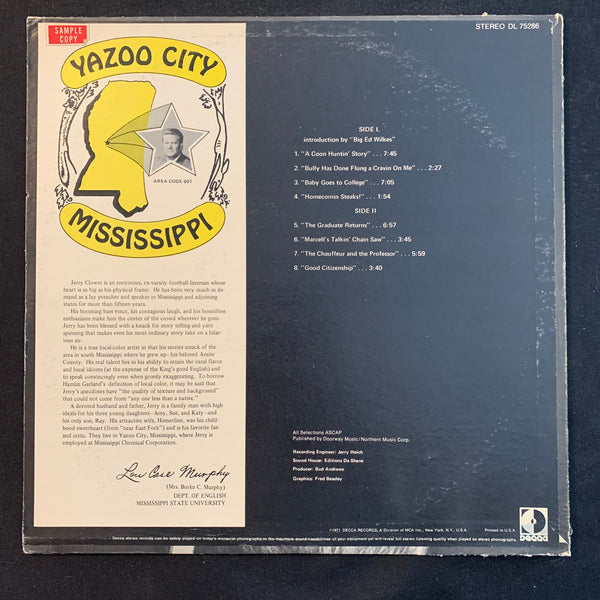 SAMPLE
COPY
YAZOO CITY
AREA CODE 601
MISSISSIPPI
Jerry Clower is an enormous, ex-varsity football lineman whose
heart is as big as his physical frame. He has been very much in de-
mand as a lay preacher and speaker in Mississippi and adjoining
states for more than fifteen years.
His booming bass voice, his contagious laugh, and his boundless
enthusiasm make him the center of the crowd wherever he goes.
Jerry has been blessed with a knack for story telling and yarn
spinning that makes even his most ordinary story take on a hilar-
ious air.
He is a true local-color artist in that his stories smack of the
area in south Mississippi where he grew up—his beloved Amite
County. His real talent lies in his ability to retain the rural flavor
and local idioms (at the expense of the King's good English) and
to speak convincingly even when grossly exaggerating. To borrow
Hamlin Garland's definition of local color, it may be said that
Jerry's anecdotes have "the quality of texture and background"
that could not come from "any one less than a native."
A devoted husband and father, Jerry is a family man with high
ideals for his three young daughters—Amy, Sue, and Katy—and
his only son, Ray. His attractive wife, Homerline, was his child-
hood sweetheart (from "near East Fork") and is his favorite fan
and critic. They live in Yazoo City, Mississippi, where Jerry is
employed at Mississippi Chemical Corporation.
Lou Case Murphy
(Mrs. Burke C. Murphy)
DEPT. OF ENGLISH
MISSISSIPPI STATE UNIVERSITY
STEREO DL 75286
SIDE I.
introduction by "Big Ed Wilkes"
1. "A Coon Huntin' Story" . . . 7:45
2. "Bully Has Done Flung a Cravin On Me" . . . 2:27
3. "Baby Goes to College" . . . 7:05
4. "Homecomin Steaks!" . . . 1:54
SIDE II
5. "The Graduate Returns" . . . 6:57
6. "Marcell's Talkin' Chain Saw" . . . 3:45
7. "The Chauffeur and the Professor" . . . 5:59
8. "Good Citizenship" . . . 3:40
All Selections ASCAP
Published by Doorway Music/Northern Music Corp.
Recording Engineer: Jerry Welch
Sound House: Editions De Shane
Producer: Bud Andrews
Graphics: Fred Beasley
©1971 DECCA RECORDS, A Division of MCA Inc., New York, N.Y., U.S.A.
Printed in U.S.A.
DECCA